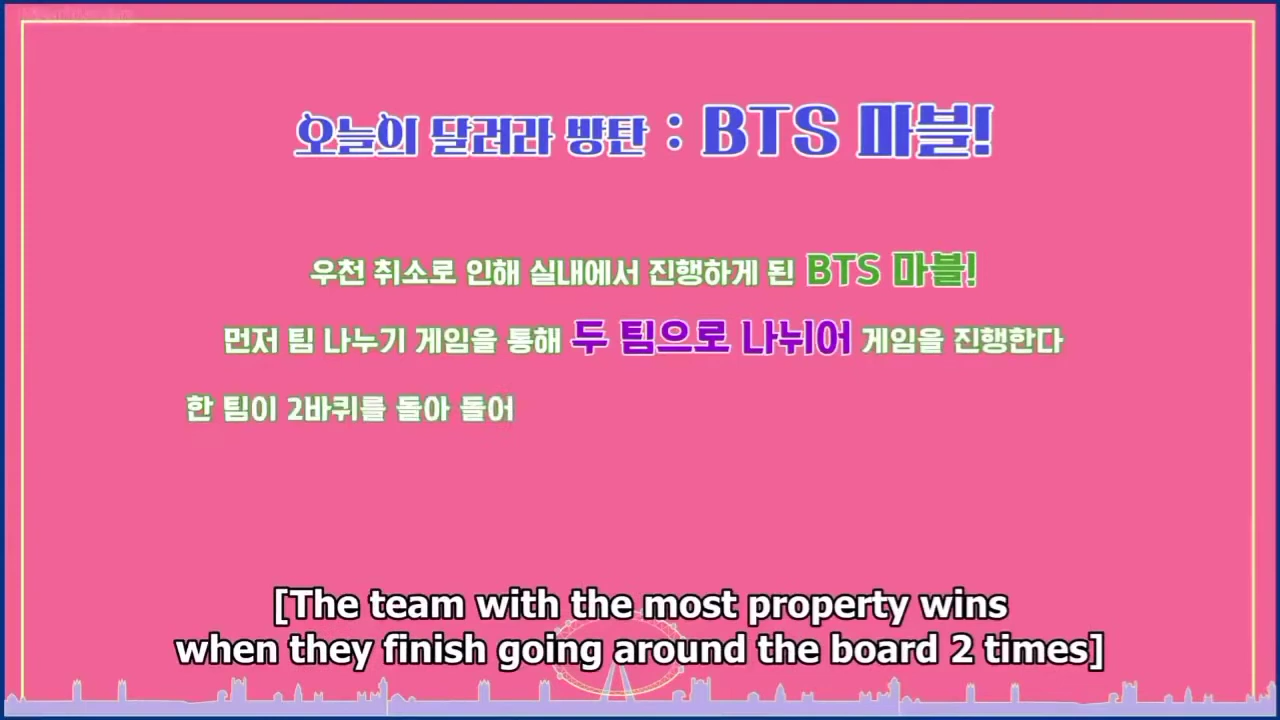 오늘의 달려라 방탄 : BTS 마블!
우천 취소로 인해 실내에서 진행하게 된 BTS 마블!
먼저 팀 나누기 게임을 통해 두 팀으로 나뉘어 게임을 진행한다
한 팀이 2바퀴를 돌아 돌어
[The team with the most property wins
when they finish going around the board 2 times]